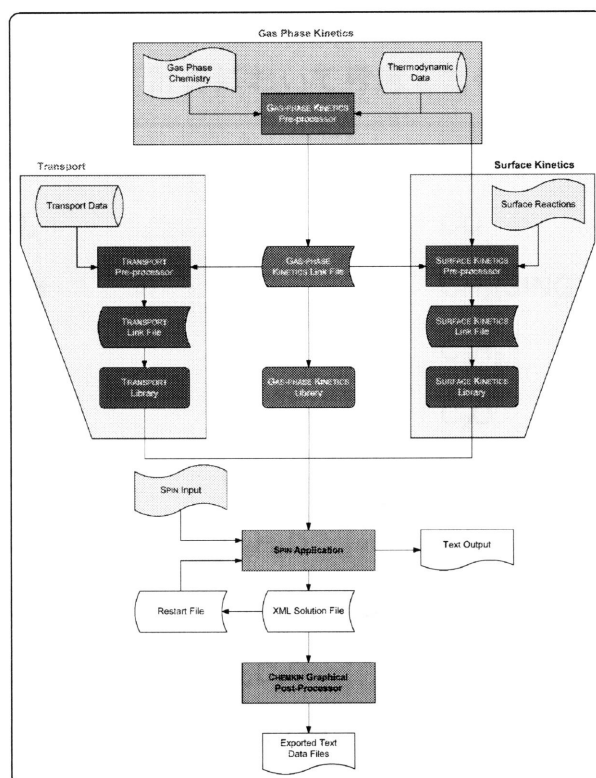 Gas Phase Kinetics
Gas Phase
Chemistry
Thermodynamic
Data
GAS-PHASE KINETICS
Pre-processor
Transport
Surface Kinetics
Transport Data
Surface Reactions
TRANSPORT
Pre-processor
GAS-PHASE
KINETICS Link File
SURFACE KINETICS
Pre-processor
TRANSPORT
Link File
SURFACE KINETICS
Link File
TRANSPORT
Library
GAS-PHASE KINETICS
Library
SURFACE KINETICS
Library
SPIN Input
SPIN Application
Text Output
Restart File
XML Solution File
CHEMKIN Graphical
Post-Processor
Exported Text
Data Files